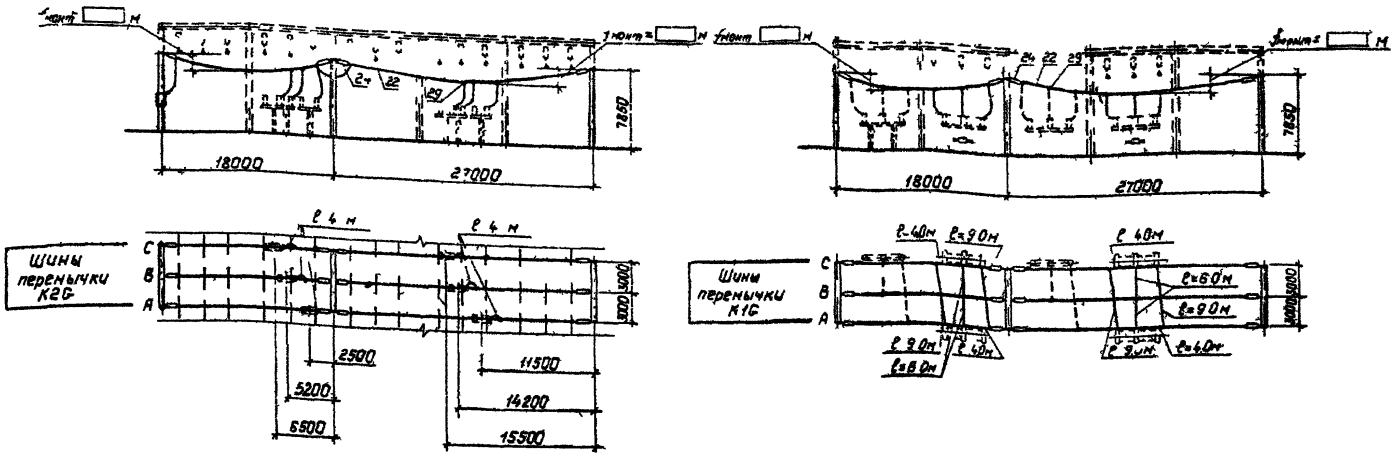 fмонт м
fмонт = м
fмонт м
fмонт = м
21 22 29
21 22 29
7850
7850
18000 27000
18000 27000
ℓ 4 м ℓ 4 м
Шины
перемычки
К2G
C
B
A
3000 3000
2500
11500
5200
14200
6500
15500
ℓ-4.0м ℓ=9.0м ℓ 4.0м
Шины
перемычки
К1G
C
B
A
3000 3000
ℓ=6.0м
ℓ=9.0м
ℓ 9.0м ℓ 4.0м ℓ 9.0м ℓ=4.0м
ℓ=6.0м